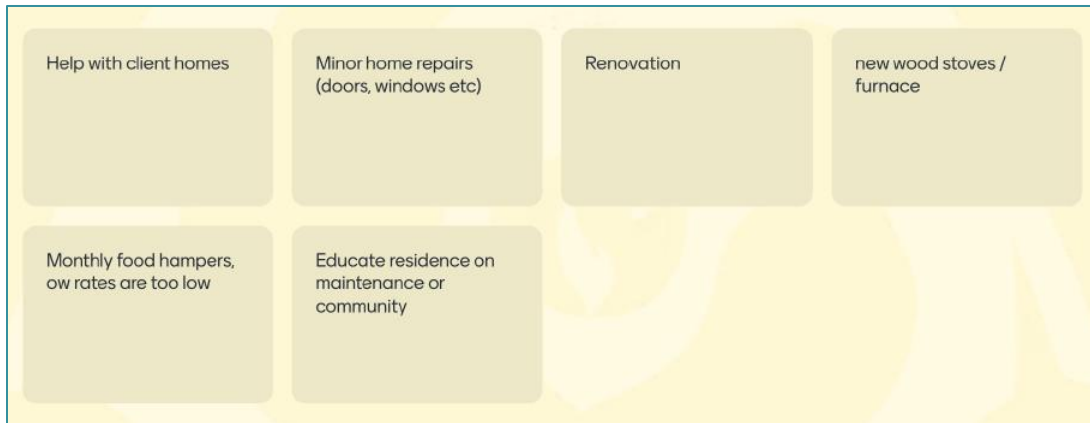 Help with client homes
Minor home repairs
(doors, windows etc)
Renovation
new wood stoves /
furnace
Monthly food hampers,
ow rates are too low
Educate residence on
maintenance or
community